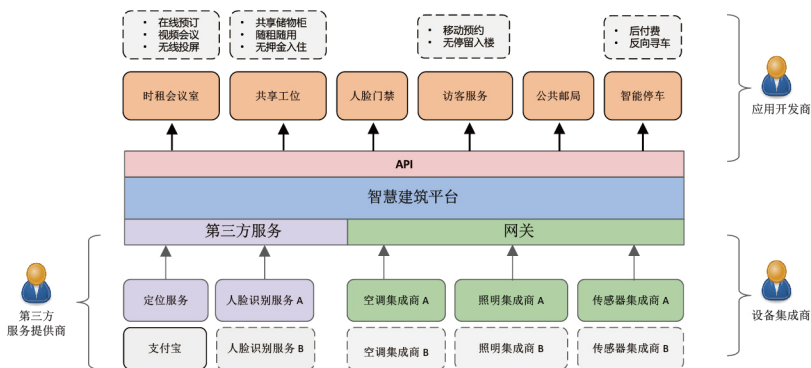 在线预订
视频会议
无线投屏
共享储物柜
随租随用
无押金入住
移动预约
无停留入楼
后付费
反向寻车
时租会议室
共享工位
人脸门禁
访客服务
公共邮局
智能停车
应用开发商
API
智慧建筑平台
第三方服务
网关
定位服务
人脸识别服务 A
空调集成商 A
照明集成商 A
传感器集成商 A
第三方
服务提供商
设备集成商
支付宝
人脸识别服务 B
空调集成商 B
照明集成商 B
传感器集成商 B